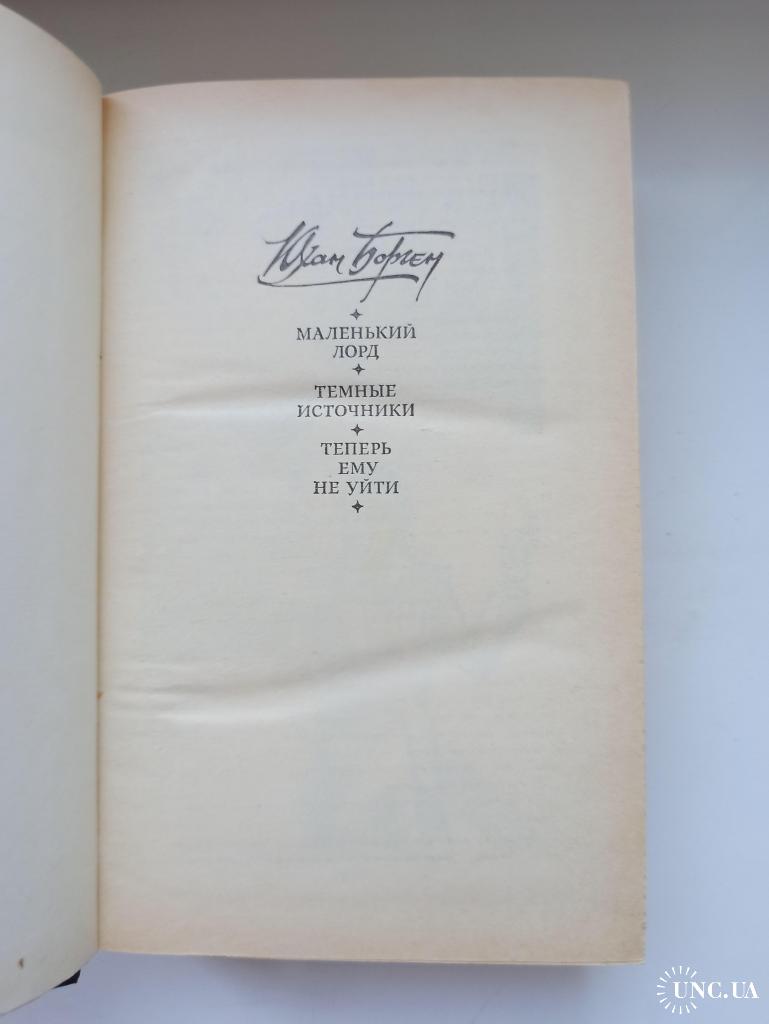 Юхан Борген
МАЛЕНЬКИЙ
ЛОРД
ТЕМНЫЕ
ИСТОЧНИКИ
ТЕПЕРЬ
ЕМУ
НЕ УЙТИ
UNC.UA